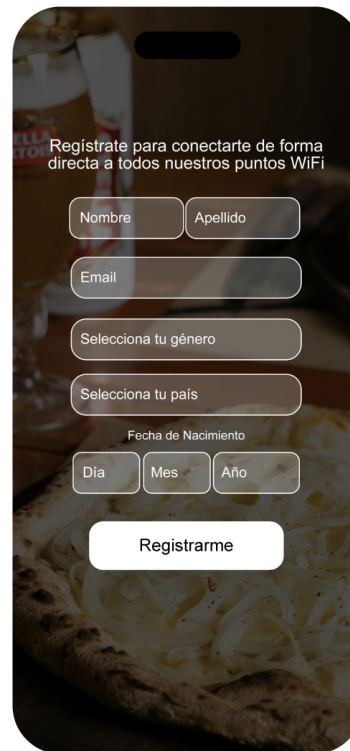 Regístrate para conectarte de forma
directa a todos nuestros puntos WiFi
Nombre Apellido
Email
Selecciona tu género
Selecciona tu país
Fecha de Nacimiento
Día Mes Año
Registrarme